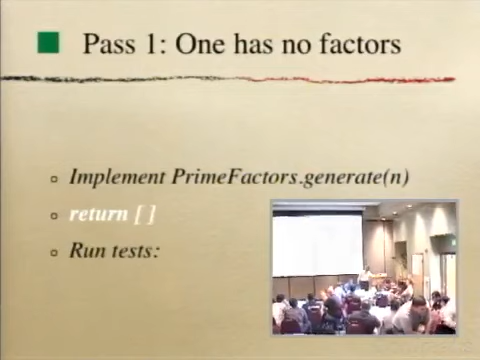 Pass 1: One has no factors
Implement PrimeFactors.generate(n)
return [ ]
Run tests: